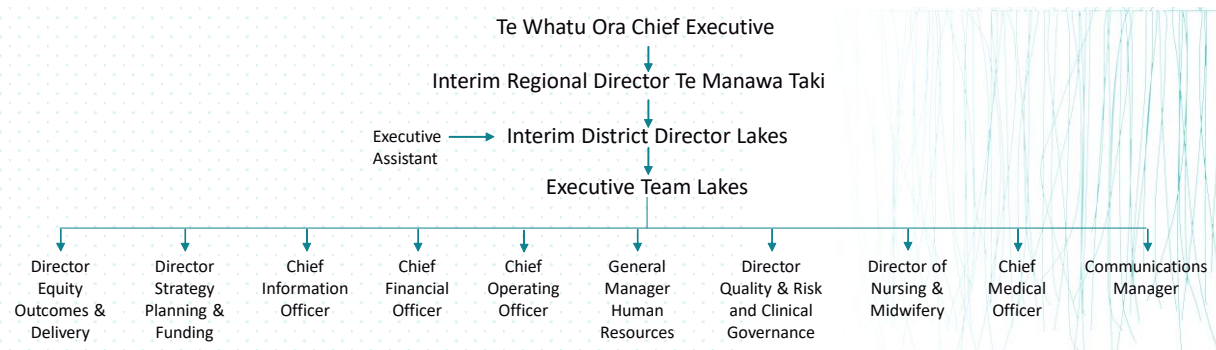 Te Whatu Ora Chief Executive
Interim Regional Director Te Manawa Taki
Executive
Assistant
Interim District Director Lakes
Executive Team Lakes
Director
Equity
Outcomes &
Delivery
Director
Strategy
Planning &
Funding
Chief
Information
Officer
Chief
Financial
Officer
Chief
Operating
Officer
General
Manager
Human
Resources
Director
Quality & Risk
and Clinical
Governance
Director of
Nursing &
Midwifery
Chief
Medical
Officer
Communications
Manager